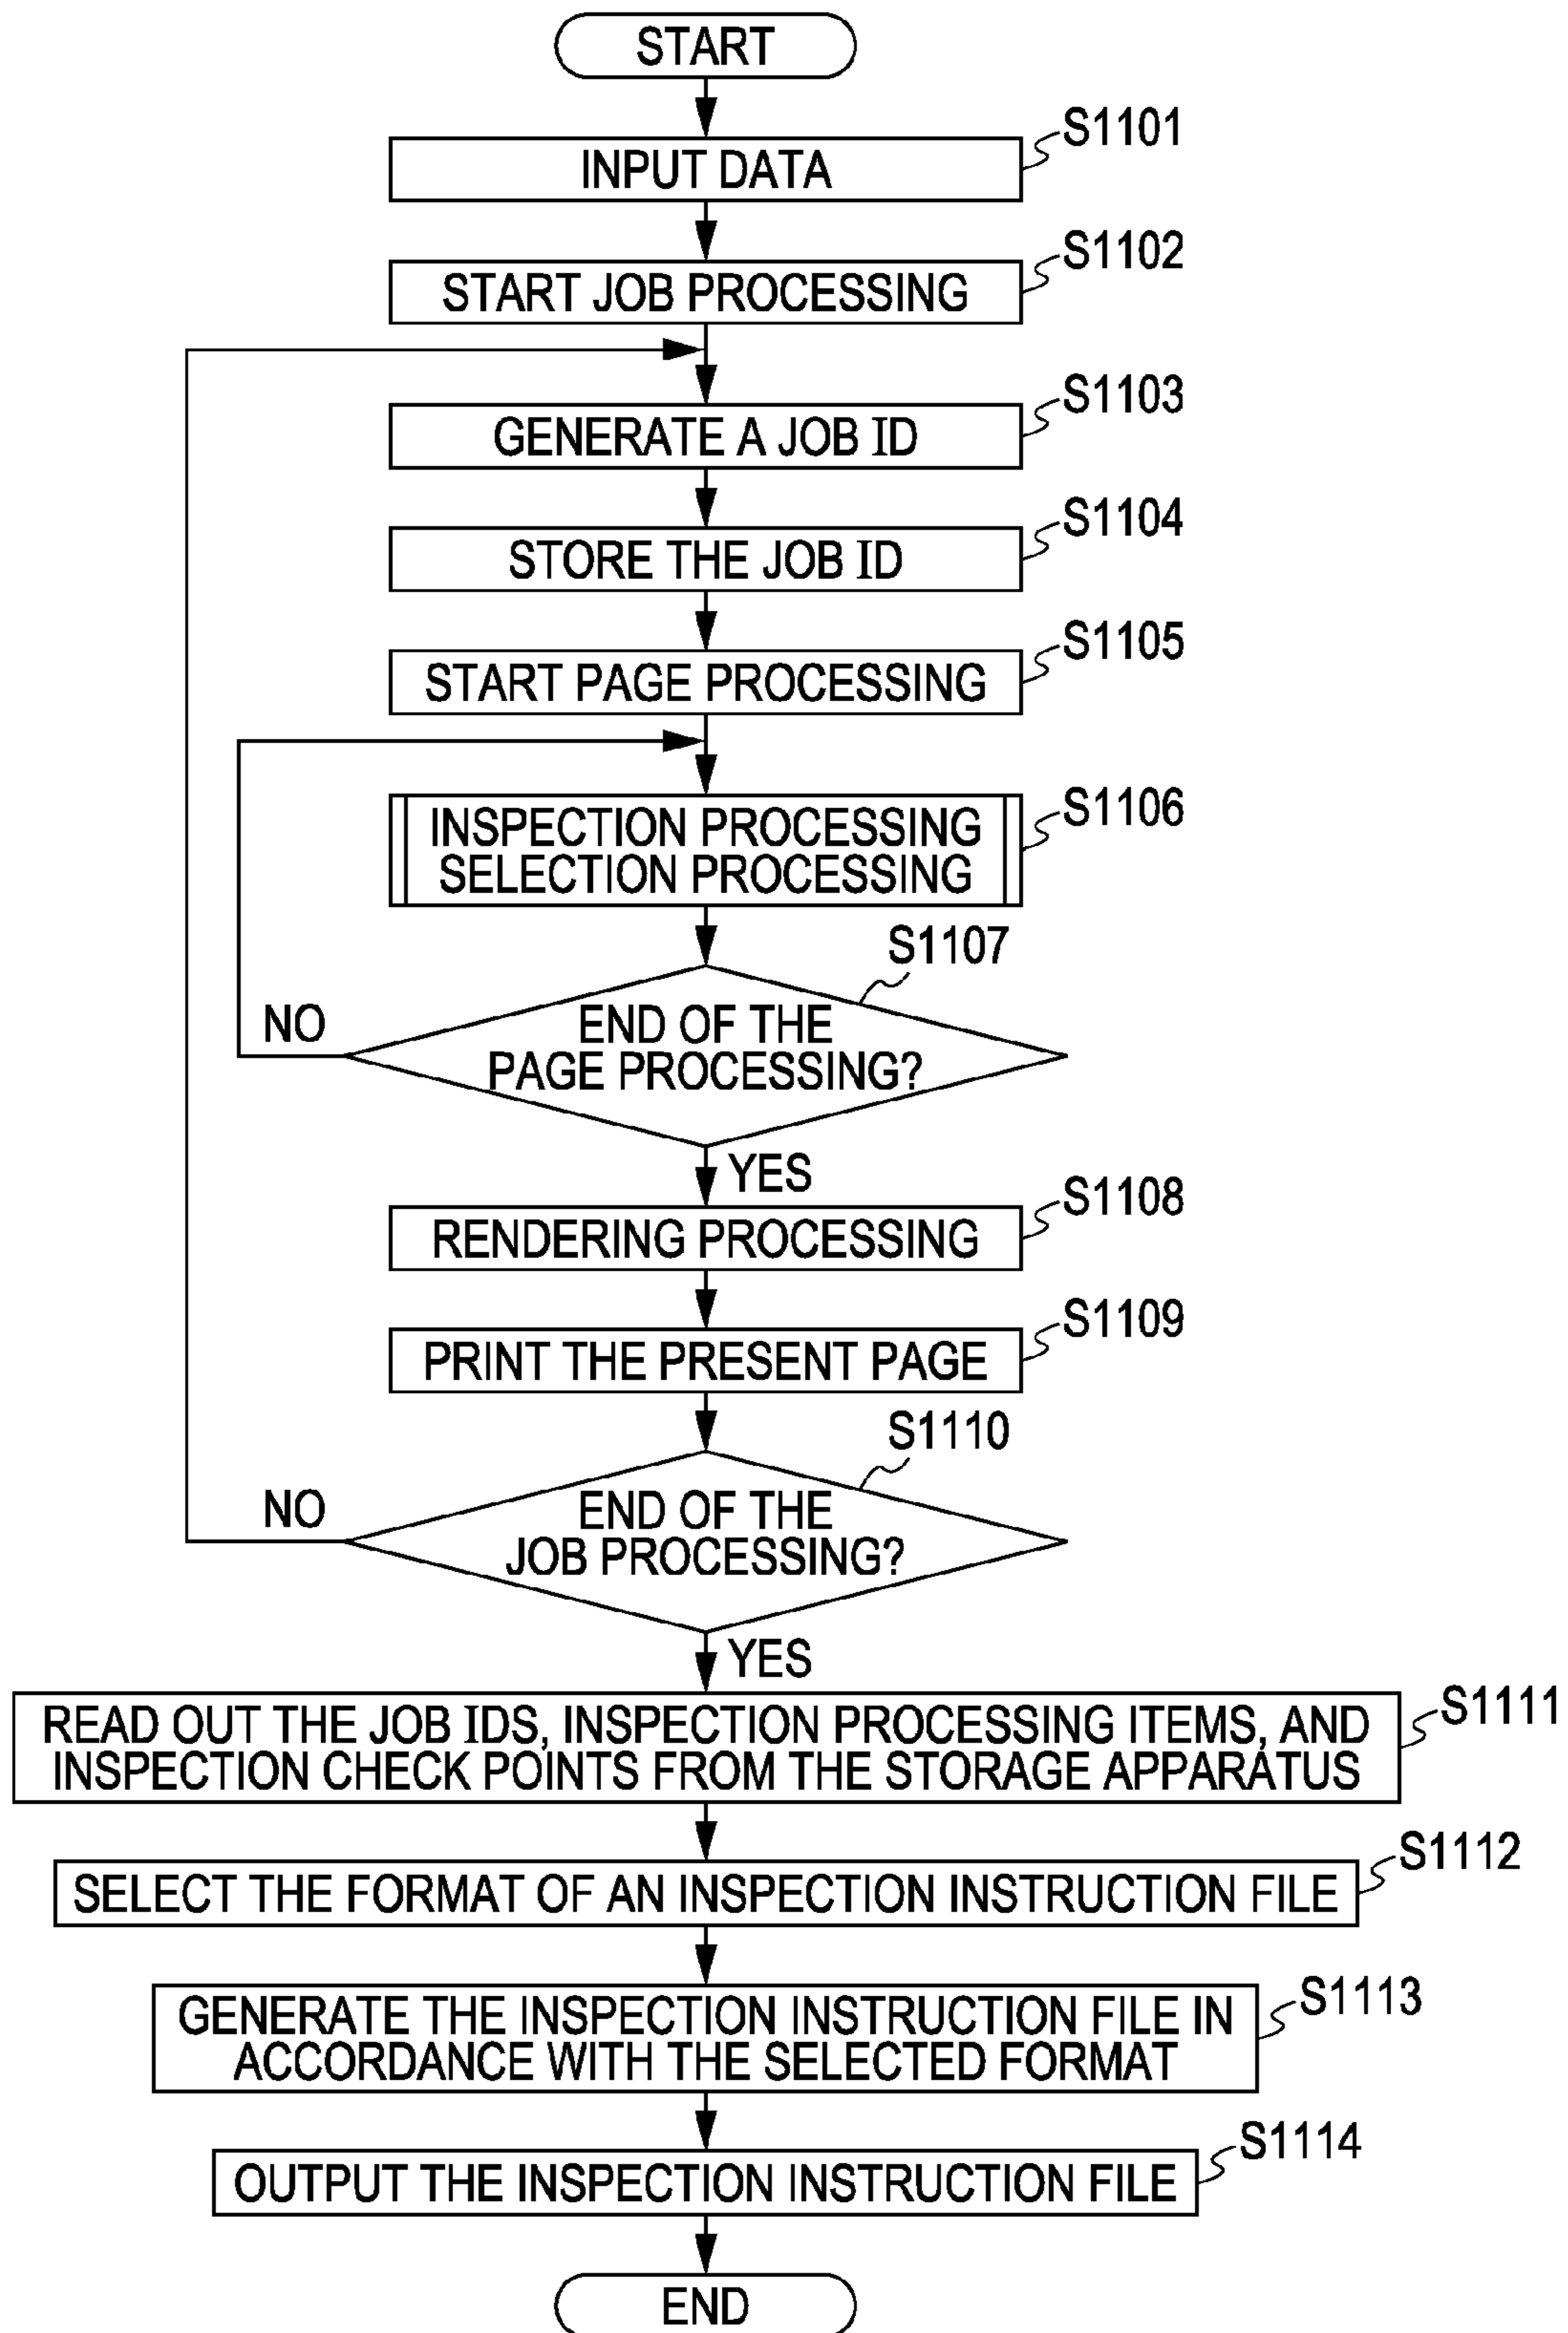 START
S1101
INPUT DATA
S1102
START JOB PROCESSING
S1103
GENERATE A JOB ID
S1104
STORE THE JOB ID
S1105
START PAGE PROCESSING
S1106
INSPECTION PROCESSING
SELECTION PROCESSING
S1107
END OF THE
PAGE PROCESSING?
NO
YES
S1108
RENDERING PROCESSING
S1109
PRINT THE PRESENT PAGE
S1110
END OF THE
JOB PROCESSING?
NO
YES
S1111
READ OUT THE JOB IDS, INSPECTION PROCESSING ITEMS, AND
INSPECTION CHECK POINTS FROM THE STORAGE APPARATUS
S1112
SELECT THE FORMAT OF AN INSPECTION INSTRUCTION FILE
S1113
GENERATE THE INSPECTION INSTRUCTION FILE IN
ACCORDANCE WITH THE SELECTED FORMAT
S1114
OUTPUT THE INSPECTION INSTRUCTION FILE
END